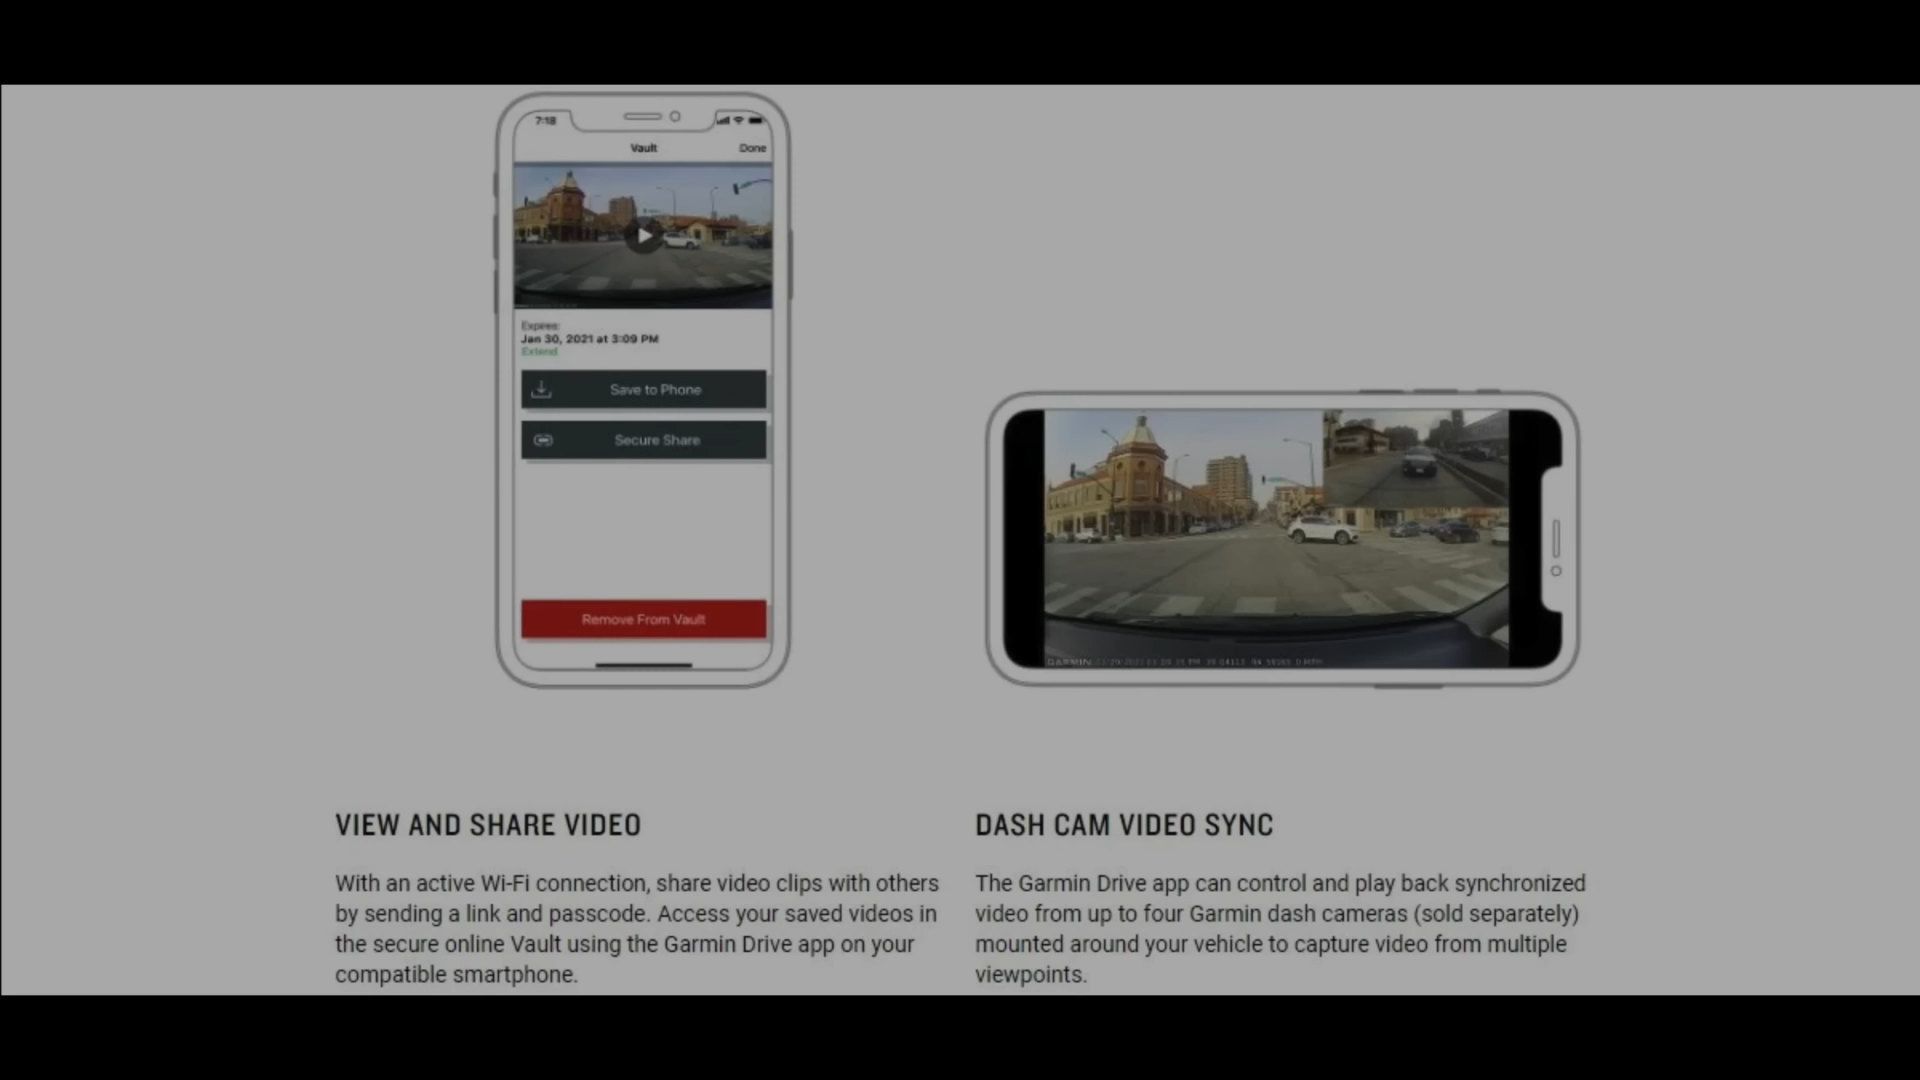 7:18
Vault
Done
Expires:
Jan 30, 2021 at 3:09 PM
Extend
Save to Phone
Secure Share
Remove From Vault
GARMIN
VIEW AND SHARE VIDEO
With an active Wi-Fi connection, share video clips with others
by sending a link and passcode. Access your saved videos in
the secure online Vault using the Garmin Drive app on your
compatible smartphone.
DASH CAM VIDEO SYNC
The Garmin Drive app can control and play back synchronized
video from up to four Garmin dash cameras (sold separately)
mounted around your vehicle to capture video from multiple
viewpoints.